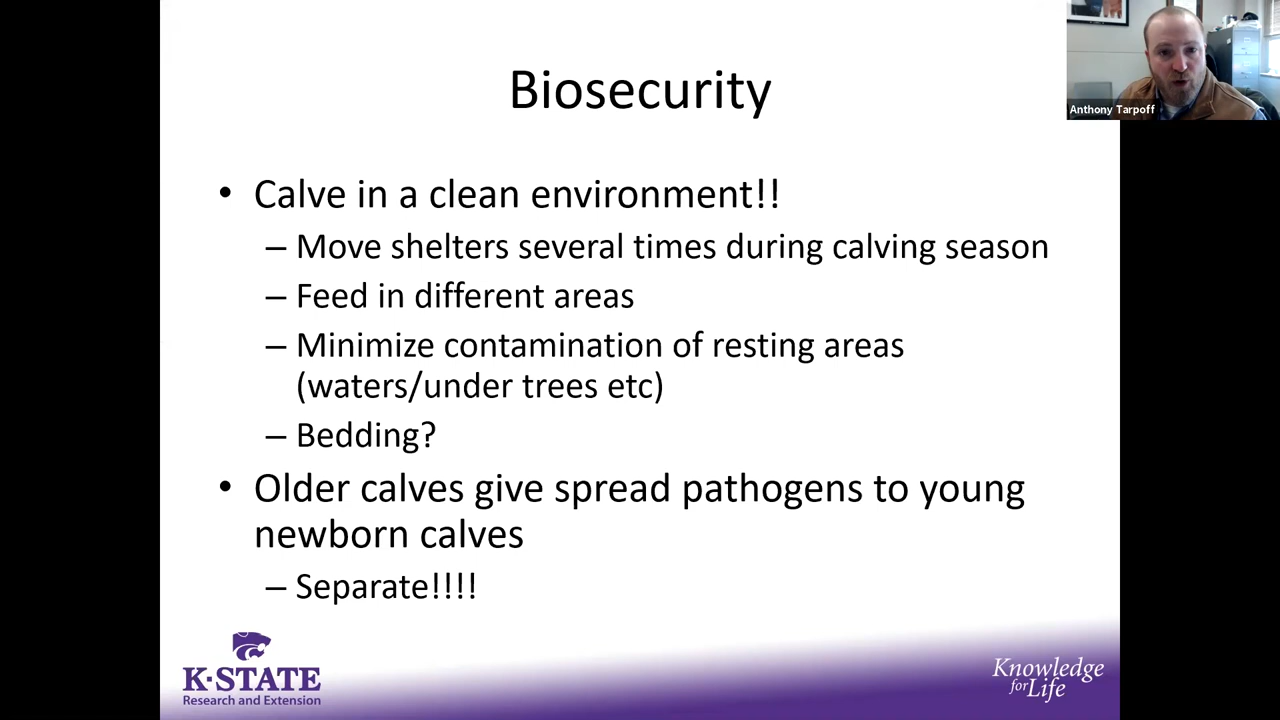 Biosecurity
Anthony Tarpoff
• Calve in a clean environment!!
– Move shelters several times during calving season
– Feed in different areas
– Minimize contamination of resting areas
(waters/under trees etc)
– Bedding?
• Older calves give spread pathogens to young
newborn calves
– Separate!!!!
K-STATE
Research and Extension
Knowledge
for Life